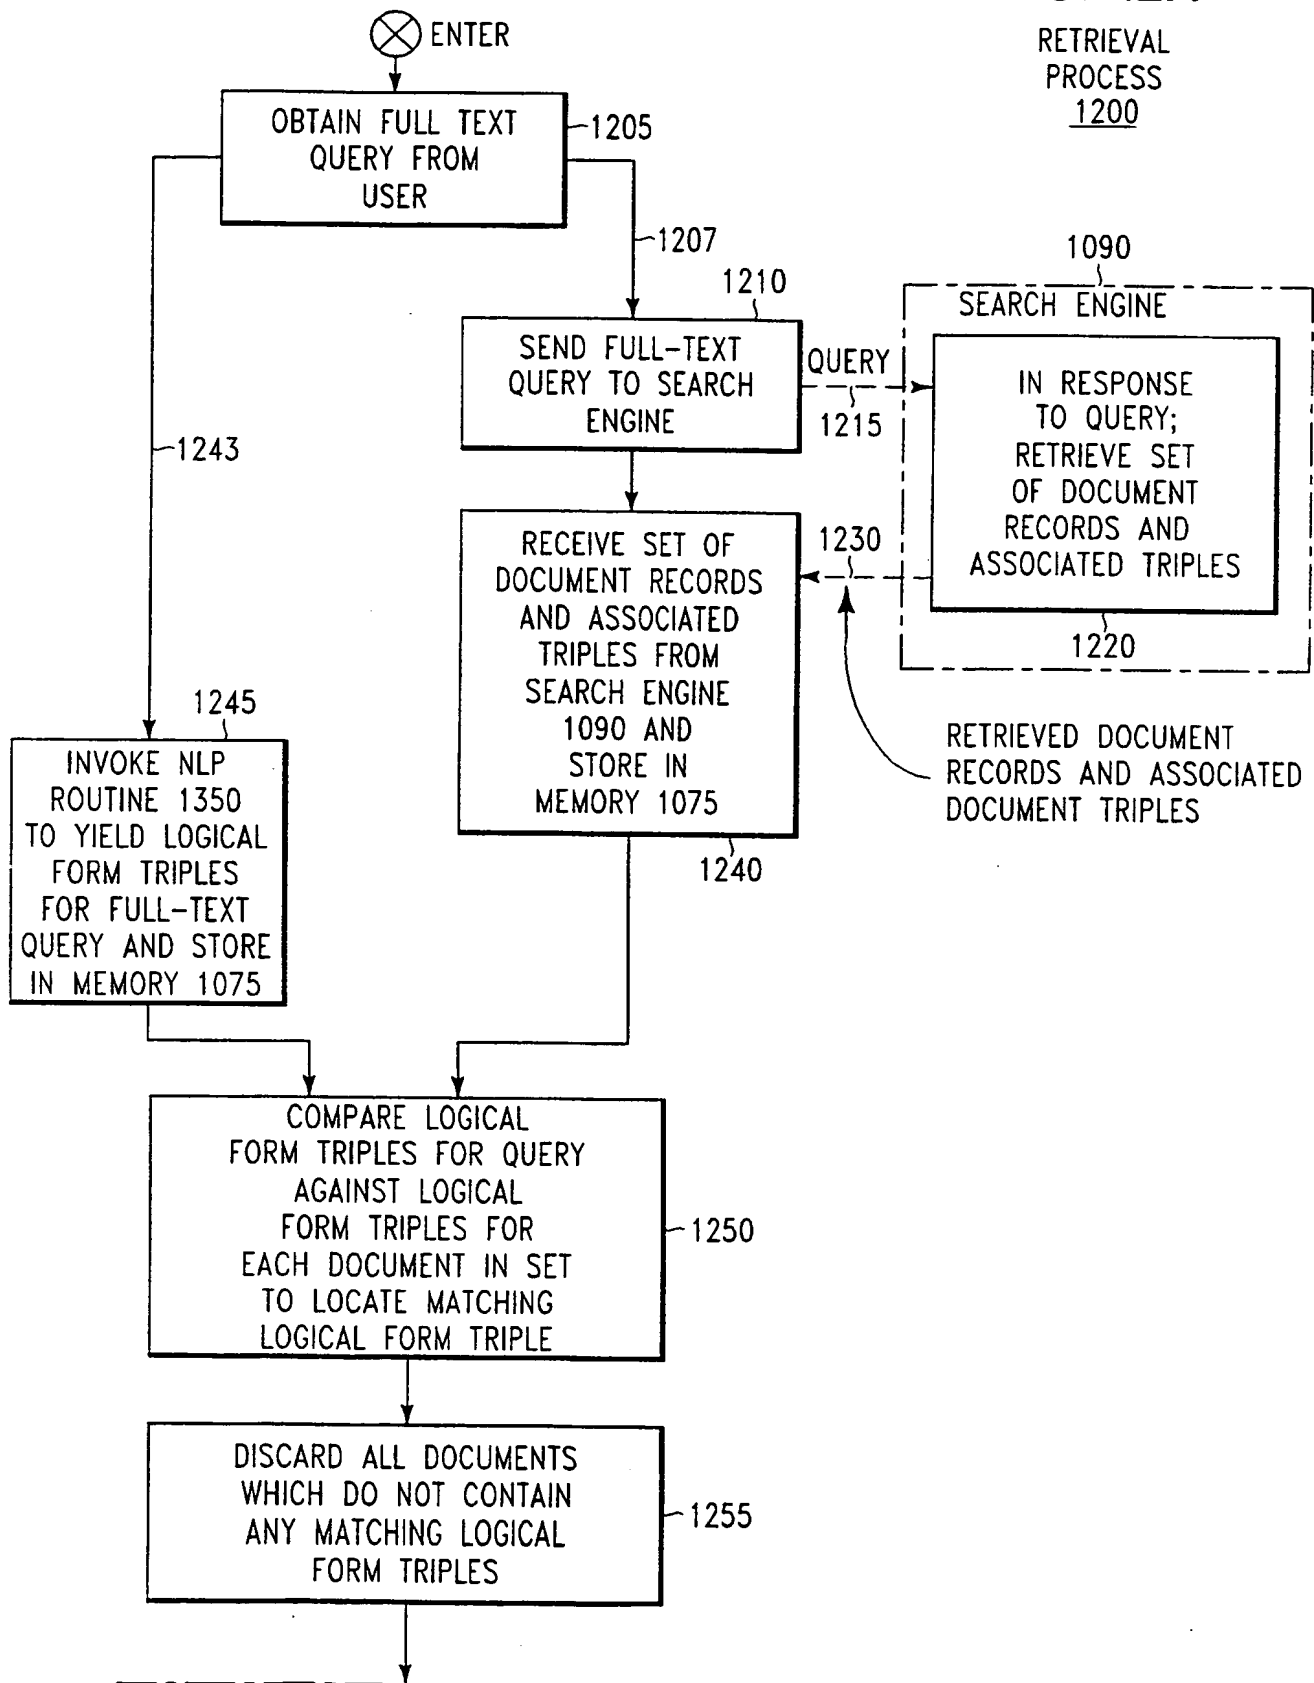 ENTER
RETRIEVAL
PROCESS
1200
OBTAIN FULL TEXT
QUERY FROM
USER
1205
1207
1243
1210
SEND FULL-TEXT
QUERY TO SEARCH
ENGINE
QUERY
1215
1090
SEARCH ENGINE
IN RESPONSE
TO QUERY;
RETRIEVE SET
OF DOCUMENT
RECORDS AND
ASSOCIATED TRIPLES
1220
1230
RECEIVE SET OF
DOCUMENT RECORDS
AND ASSOCIATED
TRIPLES FROM
SEARCH ENGINE
1090 AND
STORE IN
MEMORY 1075
1240
RETRIEVED DOCUMENT
RECORDS AND ASSOCIATED
DOCUMENT TRIPLES
1245
INVOKE NLP
ROUTINE 1350
TO YIELD LOGICAL
FORM TRIPLES
FOR FULL-TEXT
QUERY AND STORE
IN MEMORY 1075
COMPARE LOGICAL
FORM TRIPLES FOR QUERY
AGAINST LOGICAL
FORM TRIPLES FOR
EACH DOCUMENT IN SET
TO LOCATE MATCHING
LOGICAL FORM TRIPLE
1250
DISCARD ALL DOCUMENTS
WHICH DO NOT CONTAIN
ANY MATCHING LOGICAL
FORM TRIPLES
1255